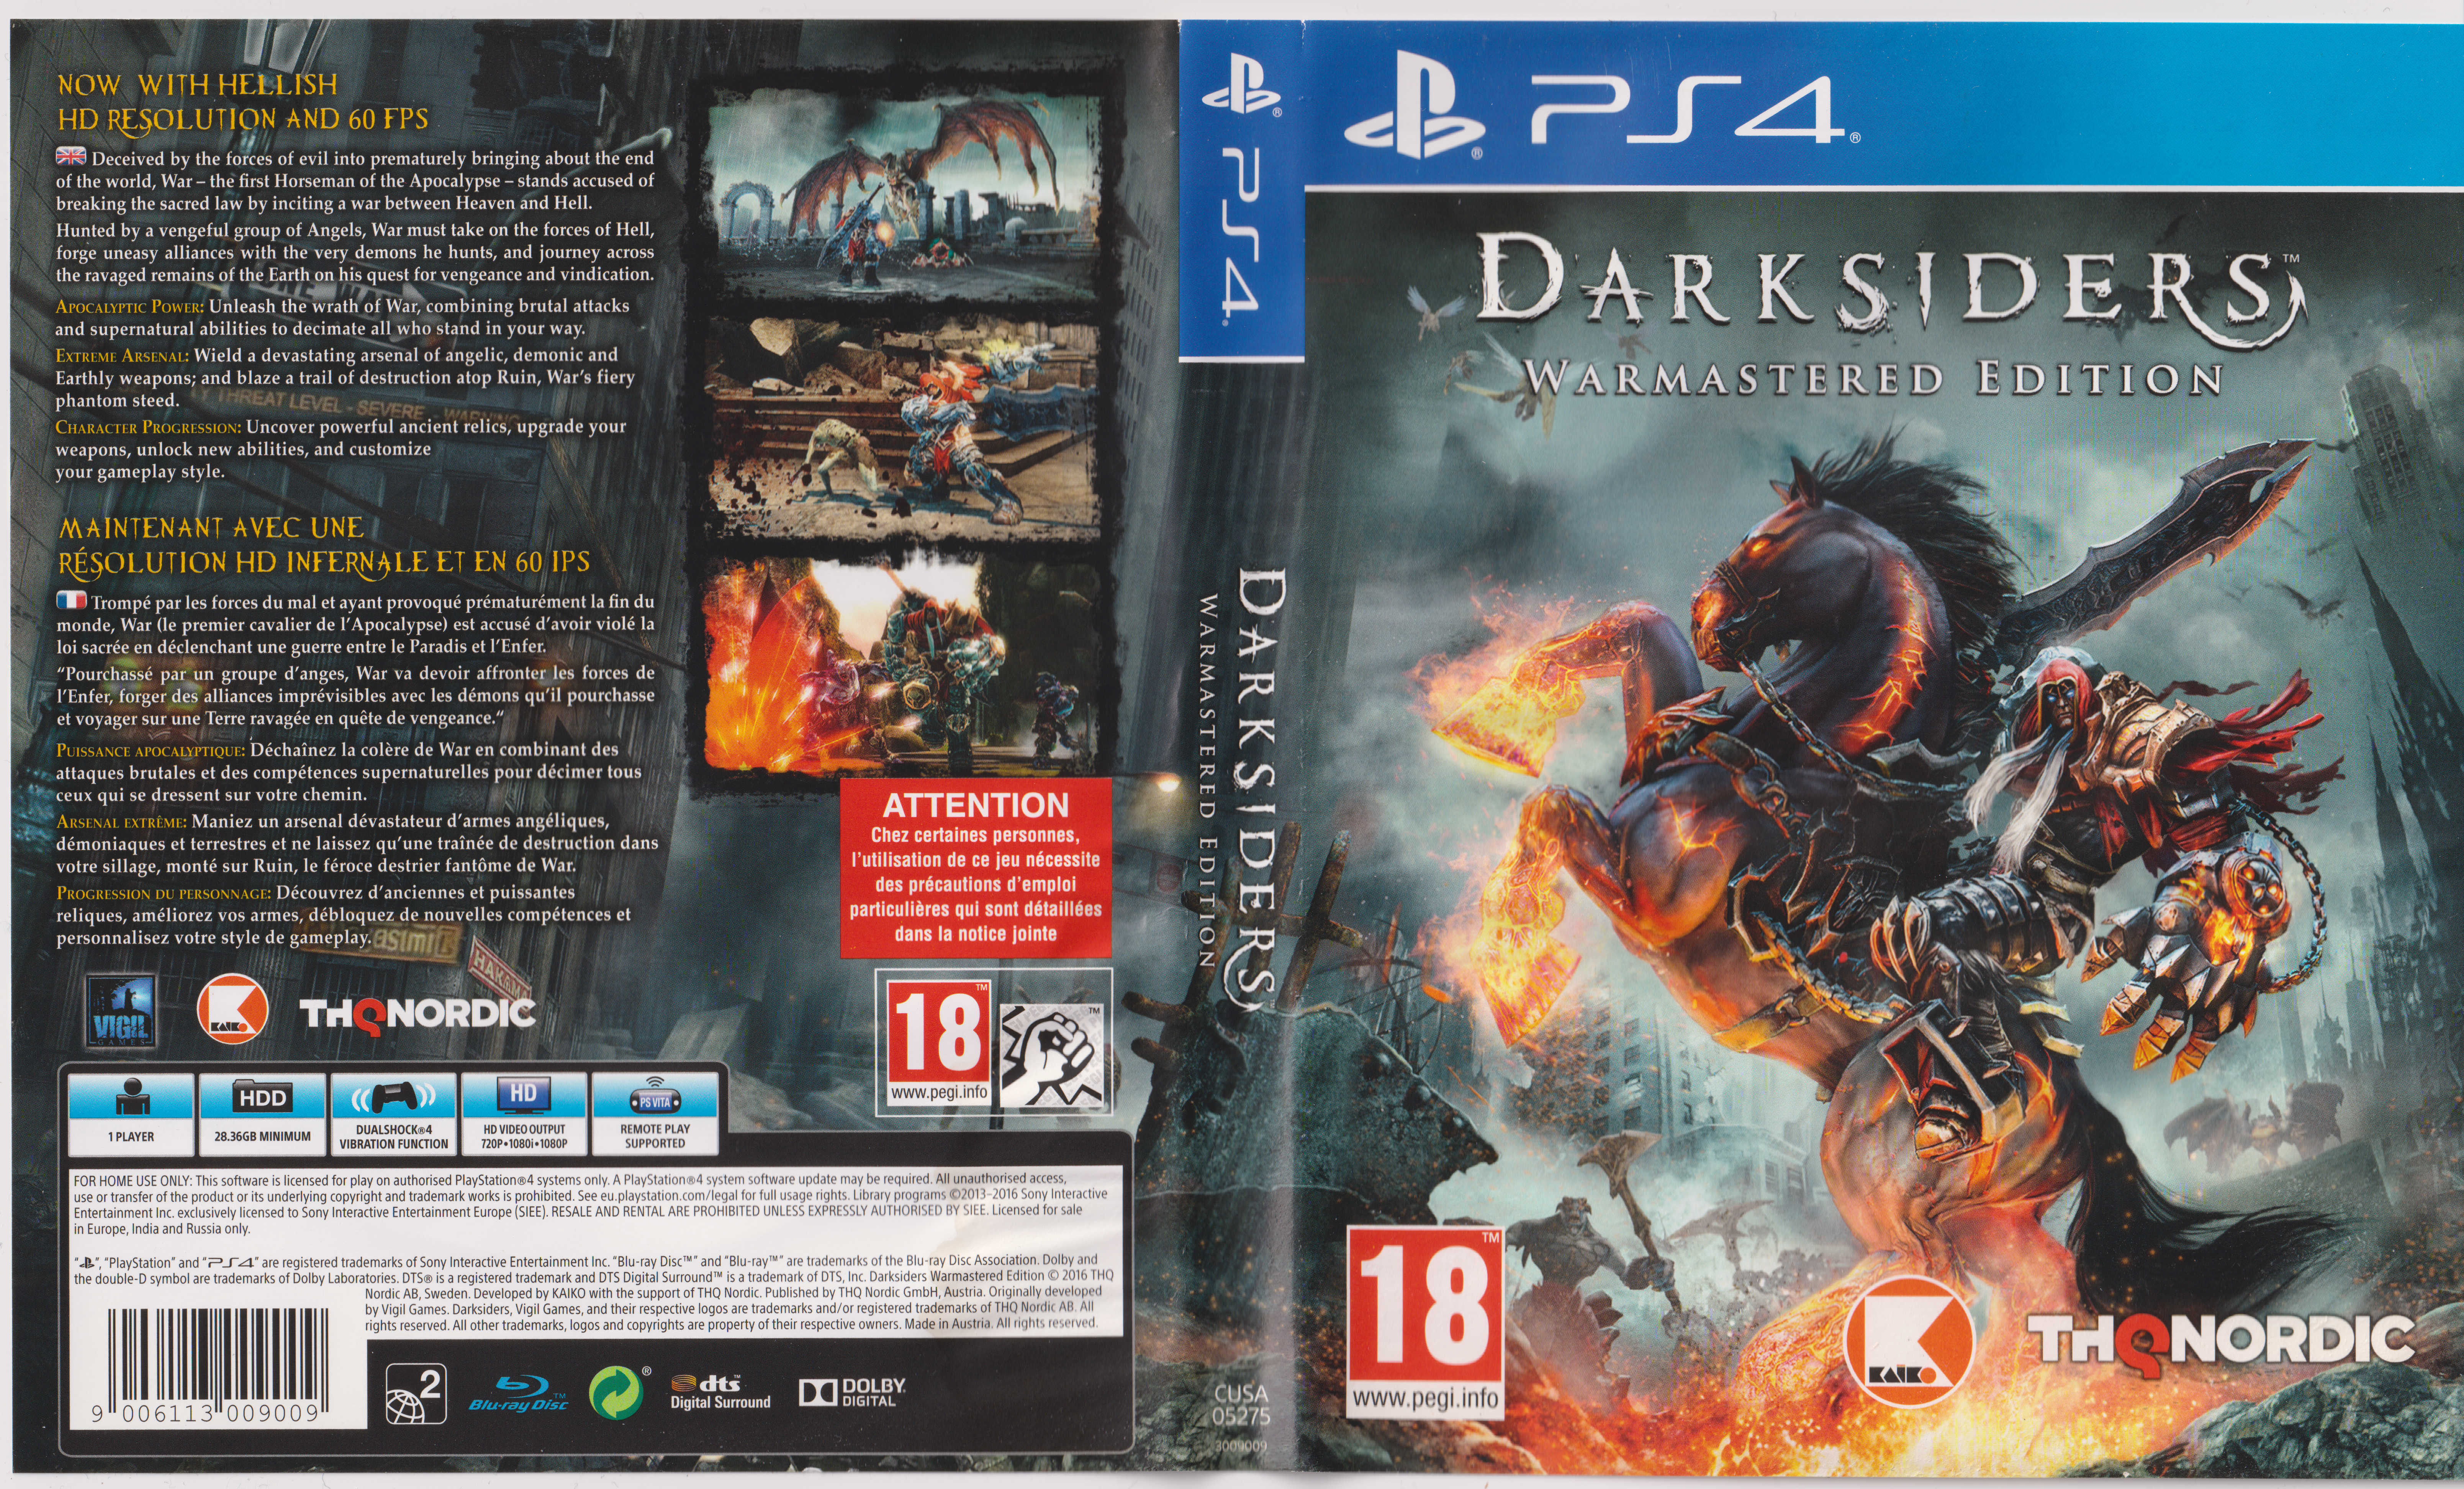 NOW WITH HELLISH
HD RESOLUTION AND 60 FPS
Deceived by the forces of evil into prematurely bringing about the end
of the world, War – the first Horseman of the Apocalypse – stands accused of
breaking the sacred law by inciting a war between Heaven and Hell.
Hunted by a vengeful group of Angels, War must take on the forces of Hell,
forge uneasy alliances with the very demons he hunts, and journey across
the ravaged remains of the Earth on his quest for vengeance and vindication.
APOCALYPTIC POWER: Unleash the wrath of War, combining brutal attacks
and supernatural abilities to decimate all who stand in your way.
EXTREME ARSENAL: Wield a devastating arsenal of angelic, demonic and
Earthly weapons; and blaze a trail of destruction atop Ruin, War's fiery
phantom steed.
Y THREAT LEVEL - SEVERE - WARNING
CHARACTER PROGRESSION: Uncover powerful ancient relics, upgrade your
weapons, unlock new abilities, and customize
your gameplay style.
MAINTENANT AVEC UNE
RÉSOLUTION HD INFERNALE ET EN 60 IPS
Trompé par les forces du mal et ayant provoqué prématurément la fin du
monde, War (le premier cavalier de l'Apocalypse) est accusé d'avoir violé la
loi sacrée en déclenchant une guerre entre le Paradis et l'Enfer.
“Pourchassé par un groupe d'anges, War va devoir affronter les forces de
l'Enfer, forger des alliances imprévisibles avec les démons qu'il pourchasse
et voyager sur une Terre ravagée en quête de vengeance.“
PUISSANCE APOCALYPTIQUE: Déchaînez la colère de War en combinant des
attaques brutales et des compétences supernaturelles pour décimer tous
ceux qui se dressent sur votre chemin.
ARSENAL EXTRÊME: Maniez un arsenal dévastateur d'armes angéliques,
démoniaques et terrestres et ne laissez qu'une traînée de destruction dans
votre sillage, monté sur Ruin, le féroce destrier fantôme de War.
PROGRESSION DU PERSONNAGE: Découvrez d'anciennes et puissantes
reliques, améliorez vos armes, débloquez de nouvelles compétences et
personnalisez votre style de gameplay.
VIGIL
GAMES
KAIKO
THQNORDIC
ATTENTION
Chez certaines personnes,
l'utilisation de ce jeu nécessite
des précautions d'emploi
particulières qui sont détaillées
dans la notice jointe
18™
www.pegi.info
™
1 PLAYER
HDD
28.36GB MINIMUM
DUALSHOCK®4
VIBRATION FUNCTION
HD
HD VIDEO OUTPUT
720P•1080i•1080P
PS VITA
REMOTE PLAY
SUPPORTED
FOR HOME USE ONLY: This software is licensed for play on authorised PlayStation®4 systems only. A PlayStation®4 system software update may be required. All unauthorised access,
use or transfer of the product or its underlying copyright and trademark works is prohibited. See eu.playstation.com/legal for full usage rights. Library programs ©2013–2016 Sony Interactive
Entertainment Inc. exclusively licensed to Sony Interactive Entertainment Europe (SIEE). RESALE AND RENTAL ARE PROHIBITED UNLESS EXPRESSLY AUTHORISED BY SIEE. Licensed for sale
in Europe, India and Russia only.
“ ”, “PlayStation” and “PS4” are registered trademarks of Sony Interactive Entertainment Inc. “Blu-ray Disc™” and “Blu-ray™” are trademarks of the Blu-ray Disc Association. Dolby and
the double-D symbol are trademarks of Dolby Laboratories. DTS® is a registered trademark and DTS Digital Surround™ is a trademark of DTS, Inc. Darksiders Warmastered Edition © 2016 THQ
Nordic AB, Sweden. Developed by KAIKO with the support of THQ Nordic. Published by THQ Nordic GmbH, Austria. Originally developed
by Vigil Games. Darksiders, Vigil Games, and their respective logos are trademarks and/or registered trademarks of THQ Nordic AB. All
rights reserved. All other trademarks, logos and copyrights are property of their respective owners. Made in Austria. All rights reserved.
9 006113 009009
2
Blu-ray Disc™
®
dts™
Digital Surround
DOLBY
DIGITAL
PS4®
DARKSIDERS
WARMASTERED EDITION
CUSA
05275
3009009
PS4®
DARKSIDERS™
WARMASTERED EDITION
18™
www.pegi.info
KAIKO
THQNORDIC